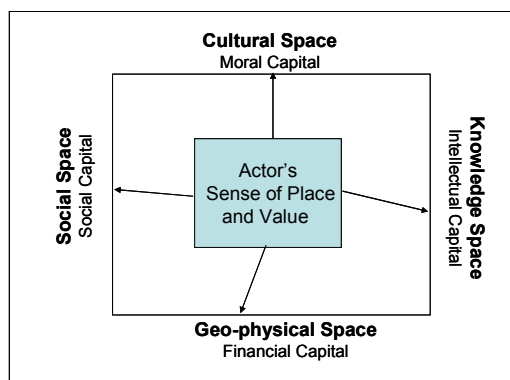 Cultural Space
Moral Capital
Social Space
Social Capital
Actor's
Sense of Place
and Value
Knowledge Space
Intellectual Capital
Geo-physical Space
Financial Capital